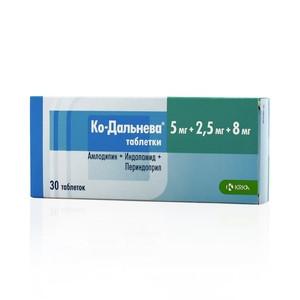 Ко-Дальнева®
таблетки
5 мг + 2,5 мг + 8 мг
Амлодипин + Индапамид +
Периндоприл
30 таблеток
KRKA